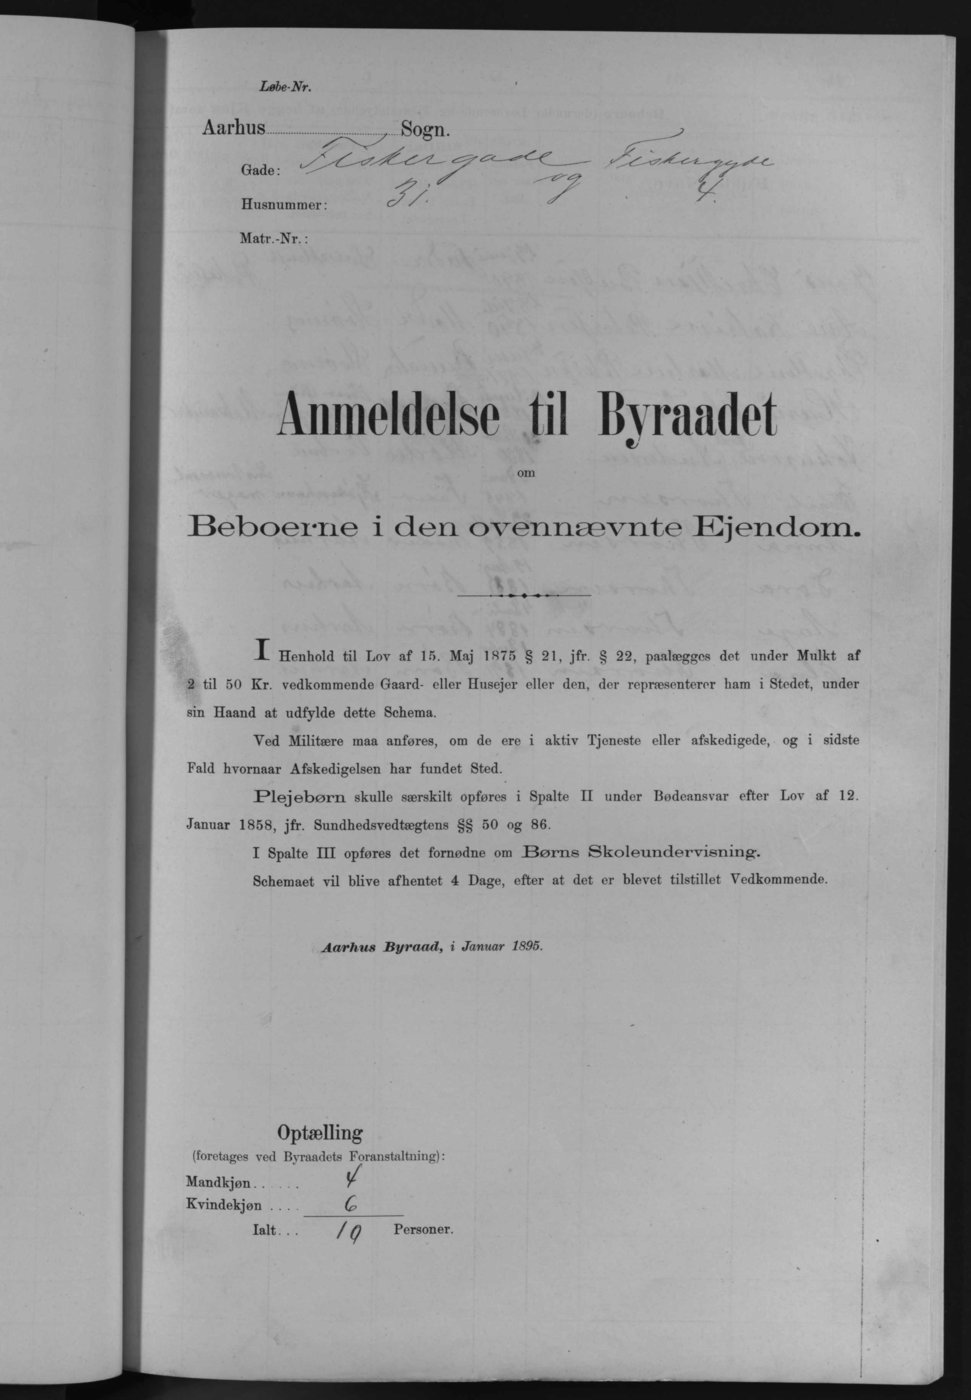 Løbe-Nr.
Aarhus Sogn.
Gade: Fiskergade og Fiskergyde
Husnummer: 31. 4.
Matr.-Nr.:
Anmeldelse til Byraadet
om
Beboerne i den ovennævnte Ejendom.
I Henhold til Lov af 15. Maj 1875 § 21, jfr. § 22, paalægges det under Mulkt af
2 til 50 Kr. vedkommende Gaard- eller Husejer eller den, der repræsenterer ham i Stedet, under
sin Haand at udfylde dette Schema.
Ved Militære maa anføres, om de ere i aktiv Tjeneste eller afskedigede, og i sidste
Fald hvornaar Afskedigelsen har fundet Sted.
Plejebørn skulle særskilt opføres i Spalte II under Bødeansvar efter Lov af 12.
Januar 1858, jfr. Sundhedsvedtægtens §§ 50 og 86.
I Spalte III opføres det fornødne om Børns Skoleundervisning.
Schemaet vil blive afhentet 4 Dage, efter at det er blevet tilstillet Vedkommende.
Aarhus Byraad, i Januar 1895.
Optælling
(foretages ved Byraadets Foranstaltning):
Mandkjøn...... 4
Kvindekjøn .... 6
Ialt... 10 Personer.